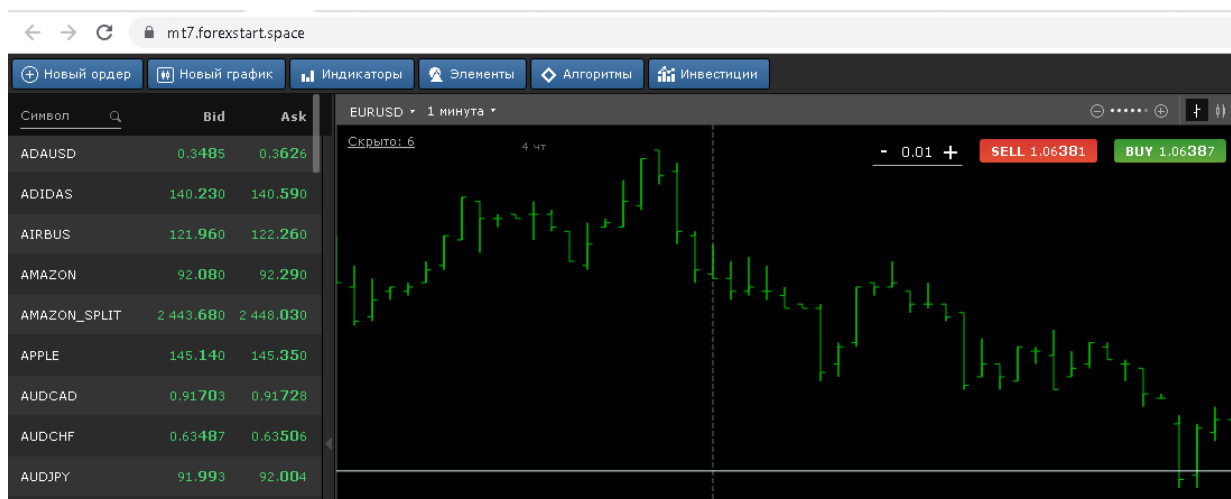 mt7.forexstart.space
Новый ордер Новый график Индикаторы Элементы Алгоритмы Инвестиции
Символ Bid Ask
EURUSD 1 минута
Скрыто: 6
4 чт
- 0.01 + SELL 1.06381 BUY 1.06387
ADAUSD 0.3485 0.3626
ADIDAS 140.230 140.590
AIRBUS 121.960 122.260
AMAZON 92.080 92.290
AMAZON_SPLIT 2 443.680 2 448.030
APPLE 145.140 145.350
AUDCAD 0.91703 0.91728
AUDCHF 0.63487 0.63506
AUDJPY 91.993 92.004